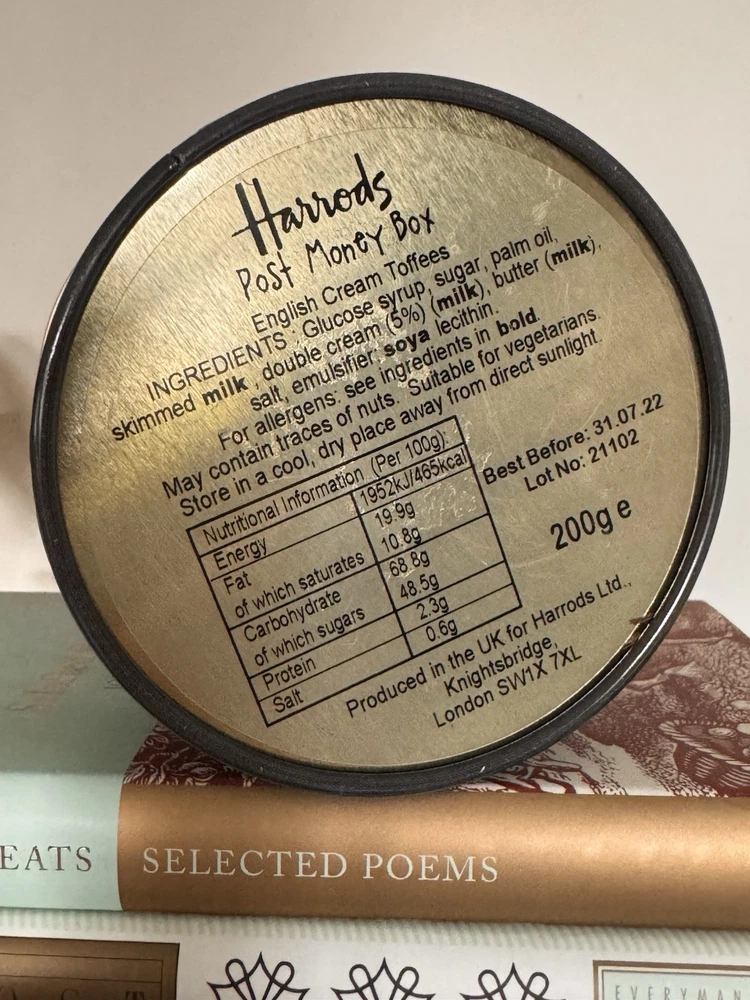 Harrods
Post Money Box
English Cream Toffees
INGREDIENTS : Glucose syrup, sugar, palm oil,
skimmed milk , double cream (5%) (milk), butter (milk),
salt, emulsifier: soya lecithin.
For allergens: see ingredients in bold.
May contain traces of nuts. Suitable for vegetarians.
Store in a cool, dry place away from direct sunlight.
Nutritional Information (Per 100g):
Energy 1952kJ/465kcal
Fat 19.9g
of which saturates 10.8g
Carbohydrate 68.8g
of which sugars 48.5g
Protein 2.3g
Salt 0.6g
Best Before: 31.07.22
Lot No: 21102
200g e
Produced in the UK for Harrods Ltd.,
Knightsbridge,
London SW1X 7XL
EATS SELECTED POEMS
EVERYMAN